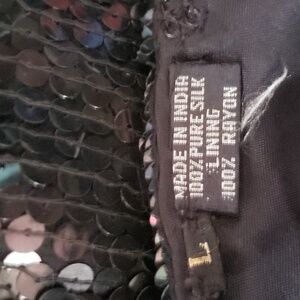 MADE IN INDIA
100% PURE SILK
LINING
100% RAYON
L